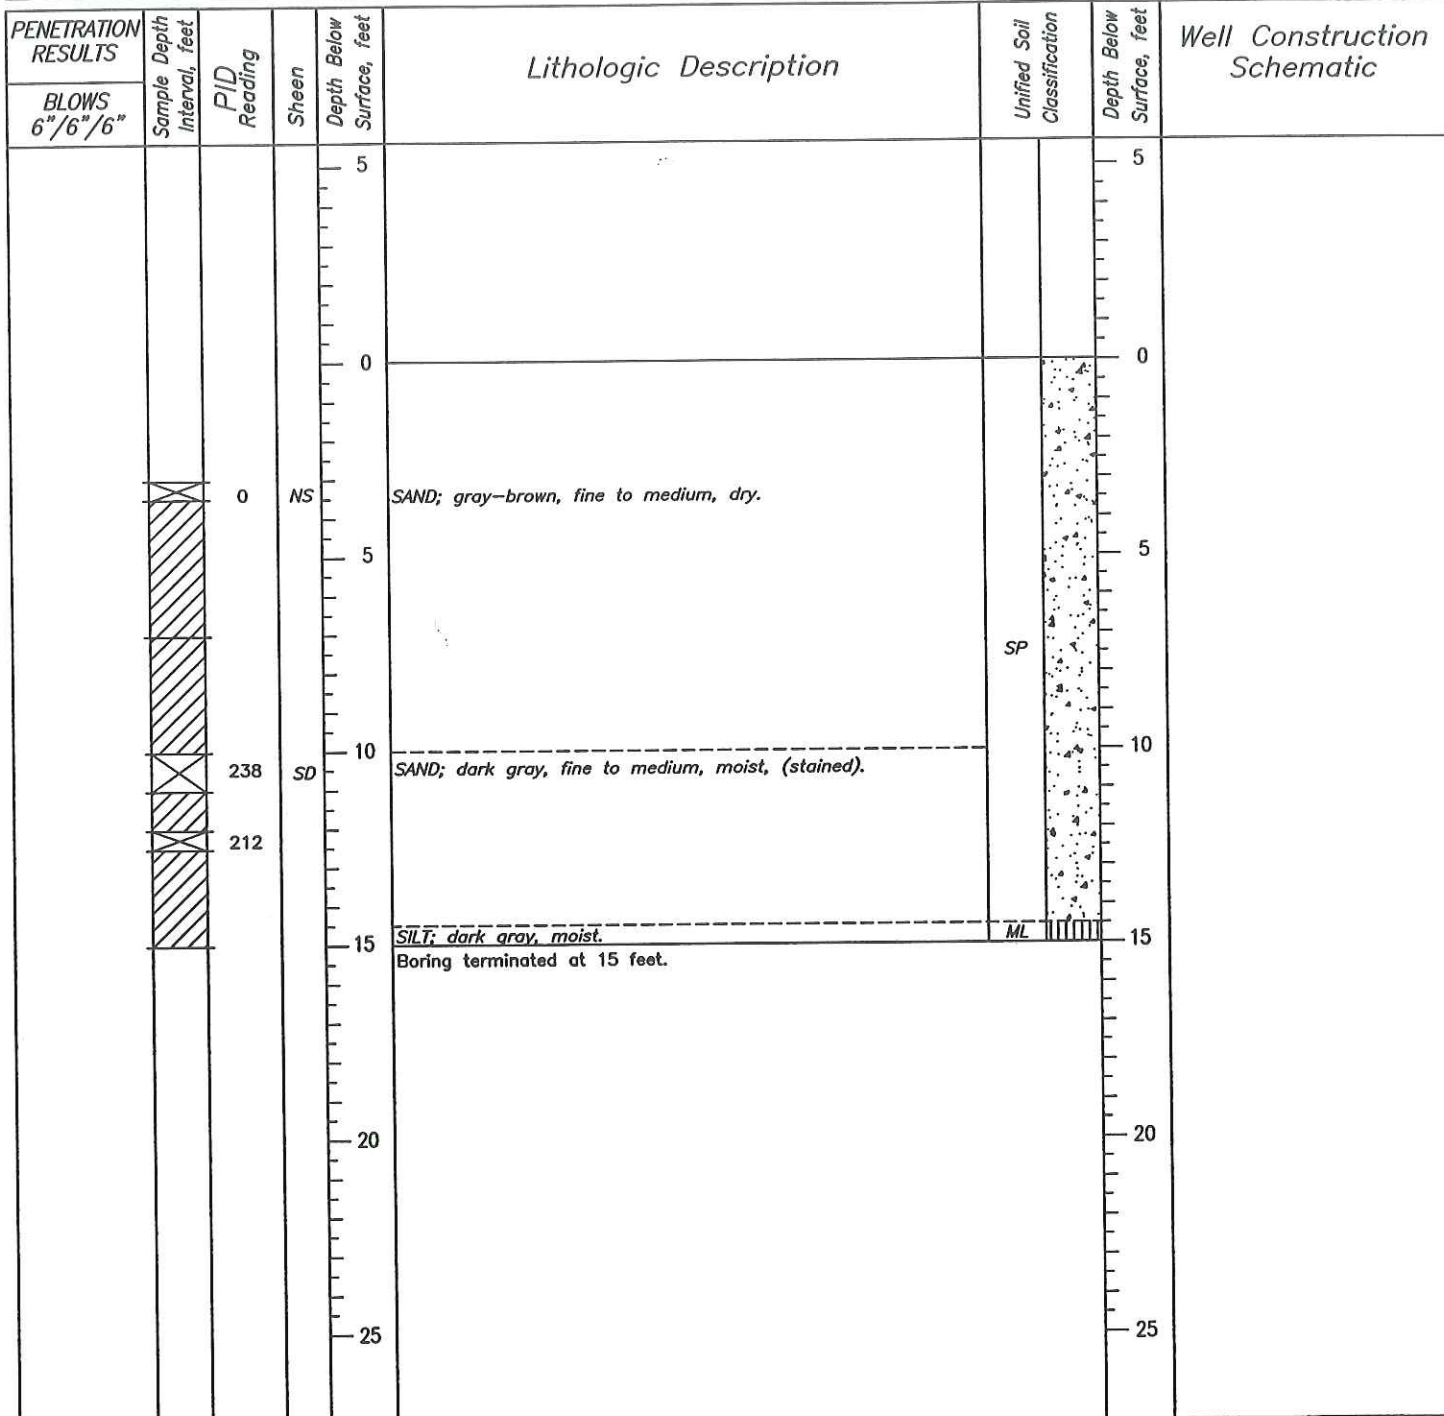 PENETRATION
RESULTS
BLOWS
6"/6"/6"
Sample Depth
Interval, feet
PID
Reading
Sheen
Depth Below
Surface, feet
Lithologic Description
Unified Soil
Classification
Depth Below
Surface, feet
Well Construction
Schematic
5
5
0
0
0 NS SAND; gray-brown, fine to medium, dry.
5
5
SP
10
10
238 SD SAND; dark gray, fine to medium, moist, (stained).
212
SILT; dark gray, moist. ML
15
15
Boring terminated at 15 feet.
20
20
25
25